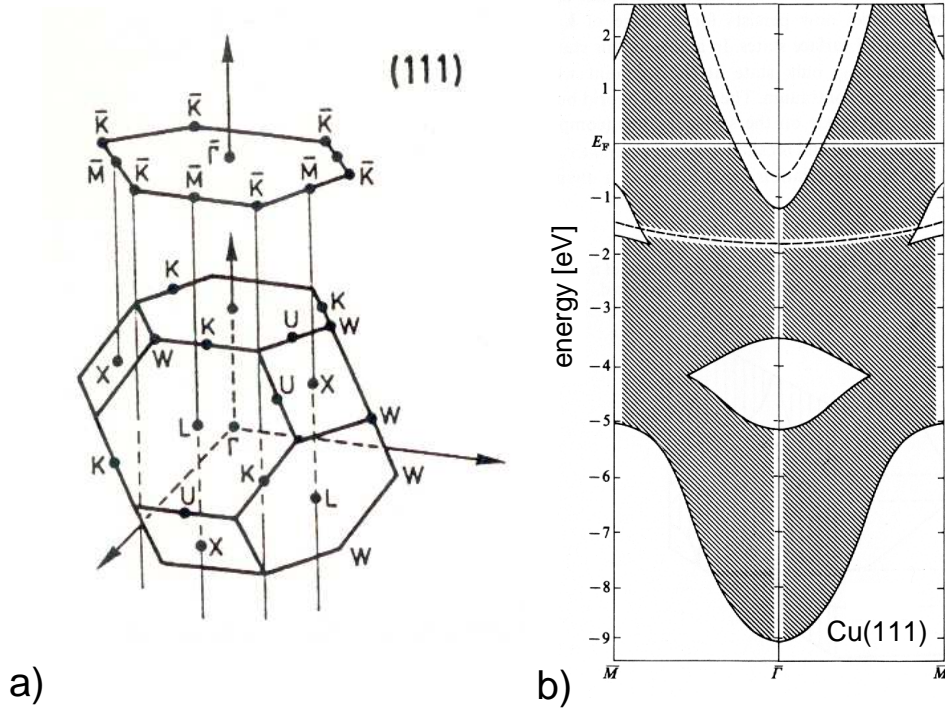 (111)
K̄
K̄
K̄
M̄
K̄
M̄
K̄
M̄
K̄
Γ̄
K
K
W
K
U
W
X
U
X
L
Γ
W
K
K
W
U
L
X
W
a)
2
1
E_F
−1
−2
−3
−4
−5
−6
−7
−8
−9
energy [eV]
Cu(111)
M̄
Γ̄
M̄
b)